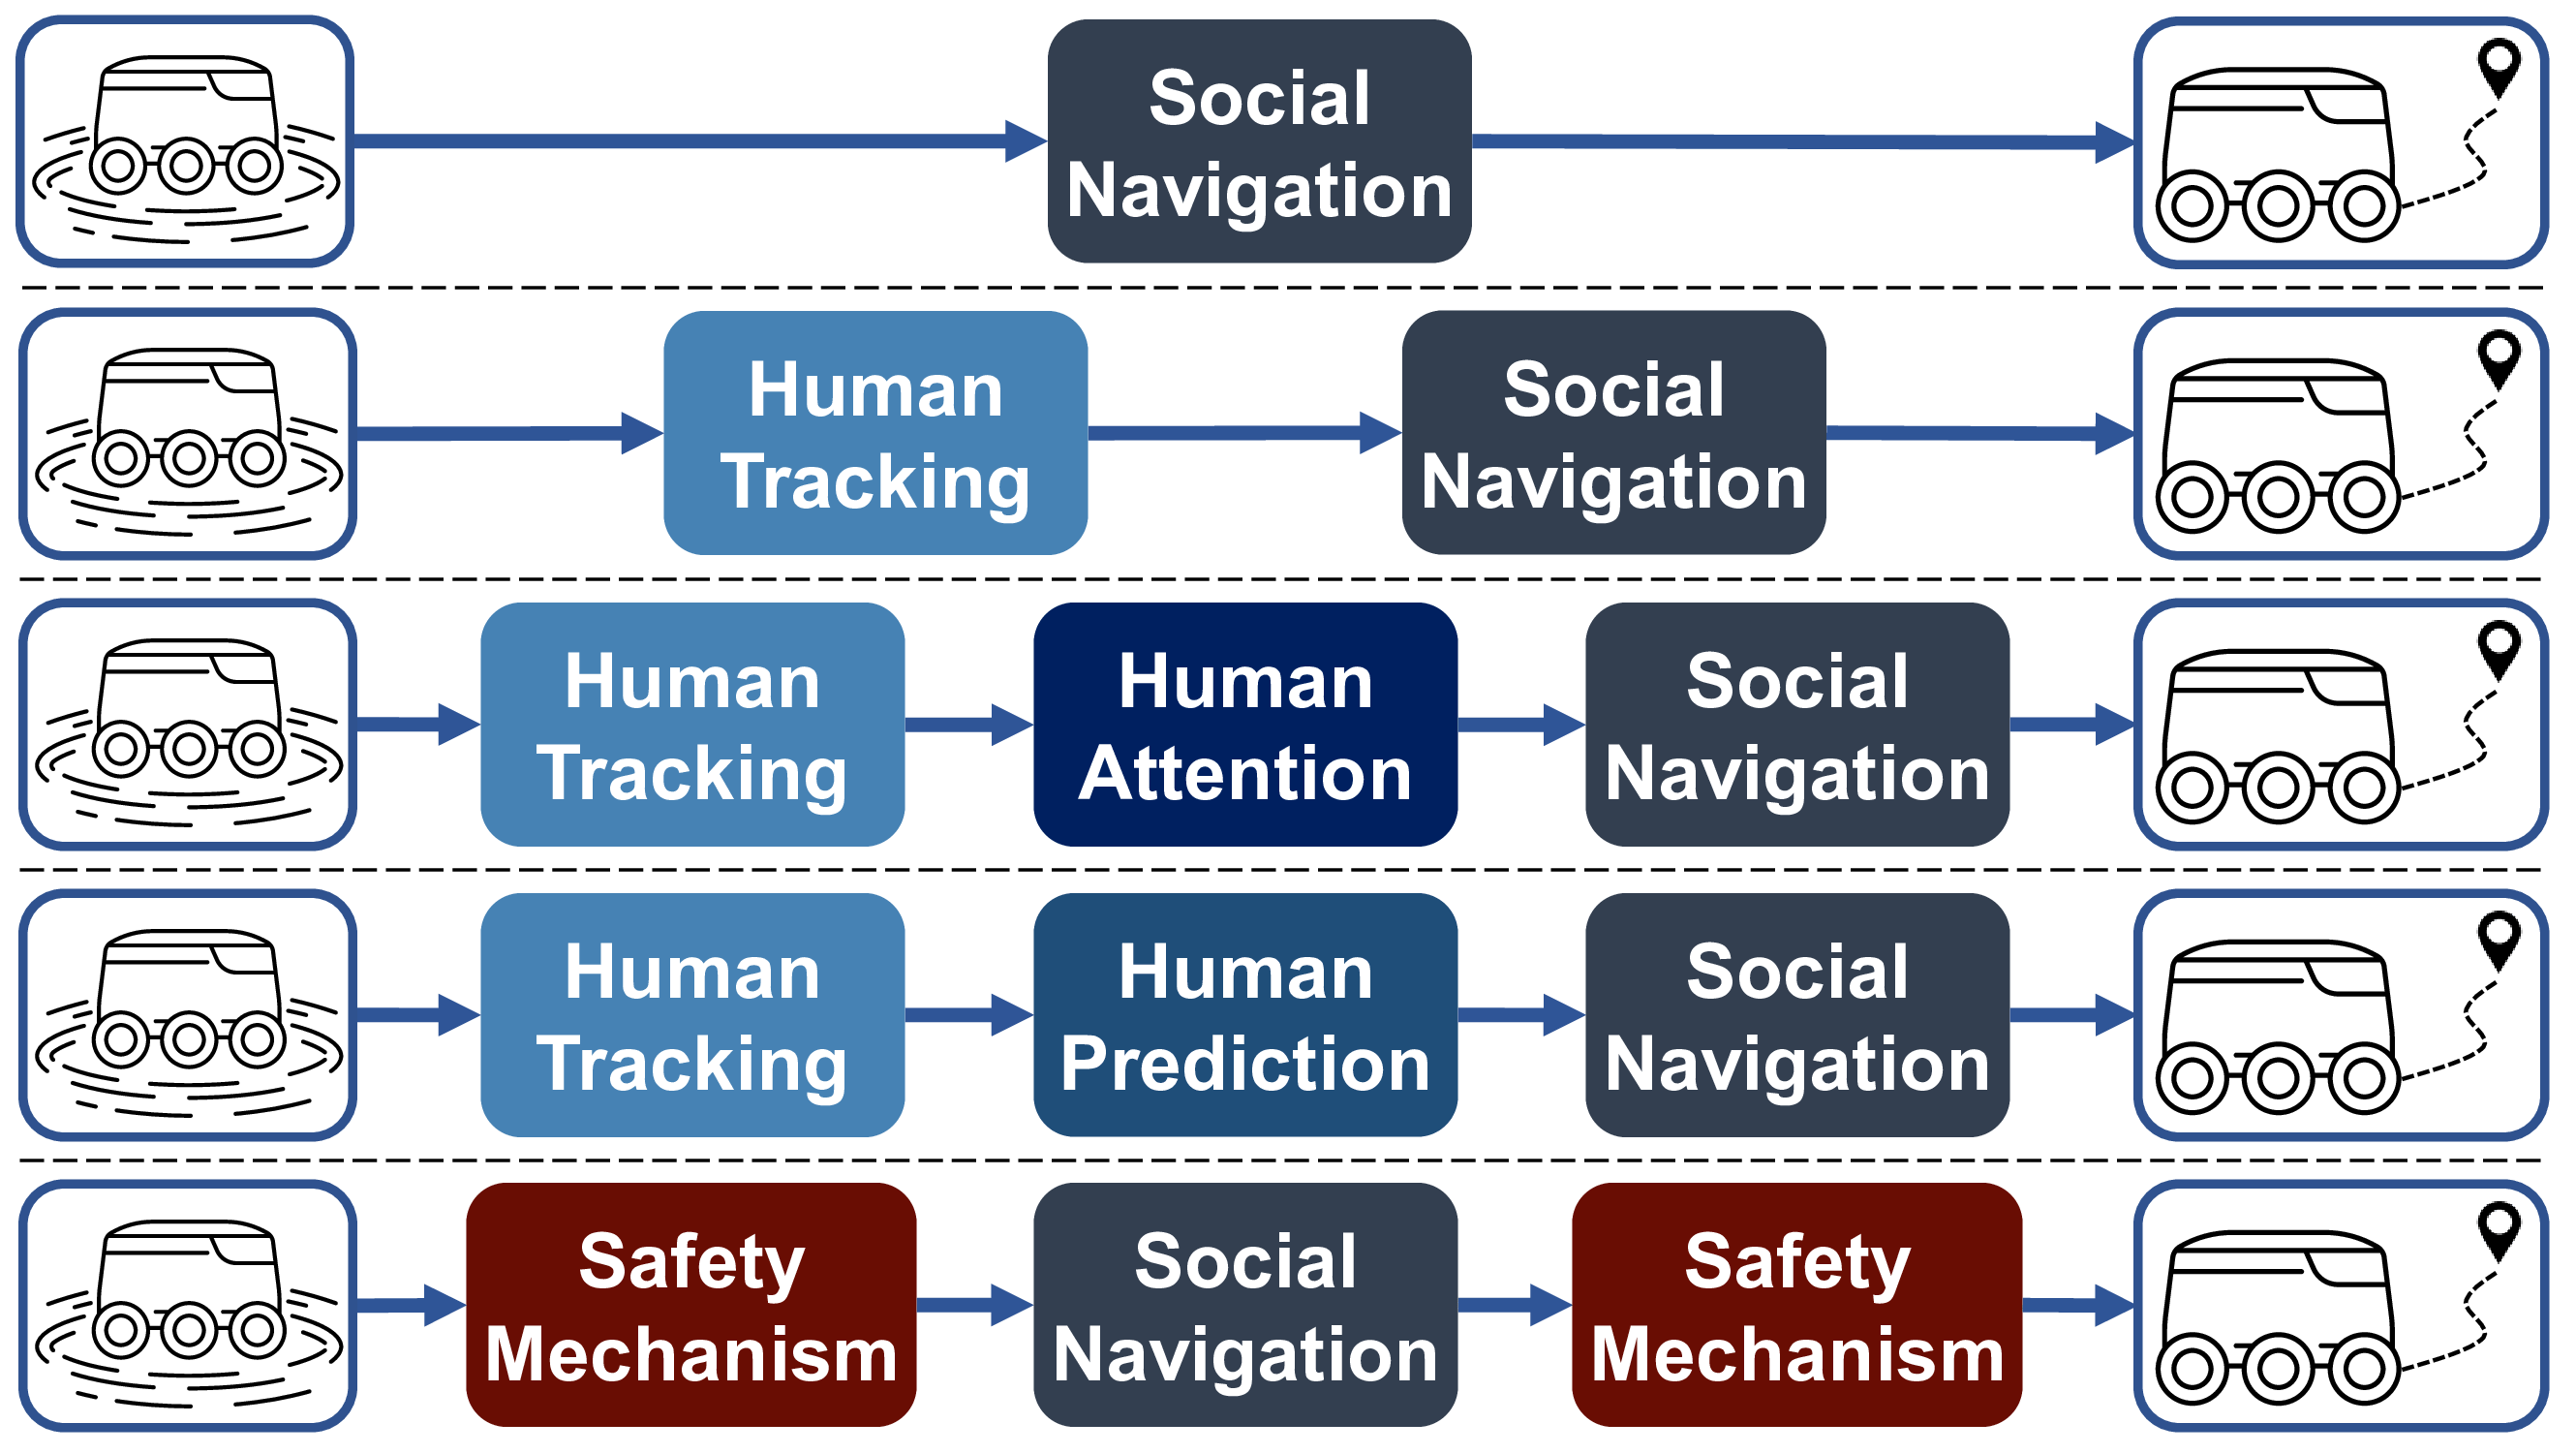 Social
Navigation
Human
Tracking
Social
Navigation
Human
Tracking
Human
Attention
Social
Navigation
Human
Tracking
Human
Prediction
Social
Navigation
Safety
Mechanism
Social
Navigation
Safety
Mechanism